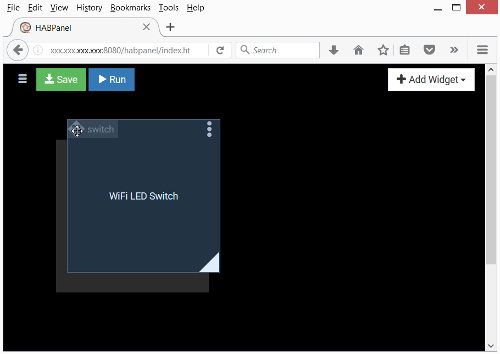 File Edit View History Bookmarks Tools Help
HABPanel
xxx.xxx.xxx.xxx:8080/habpanel/index.ht Search
Save Run Add Widget
switch
WiFi LED Switch